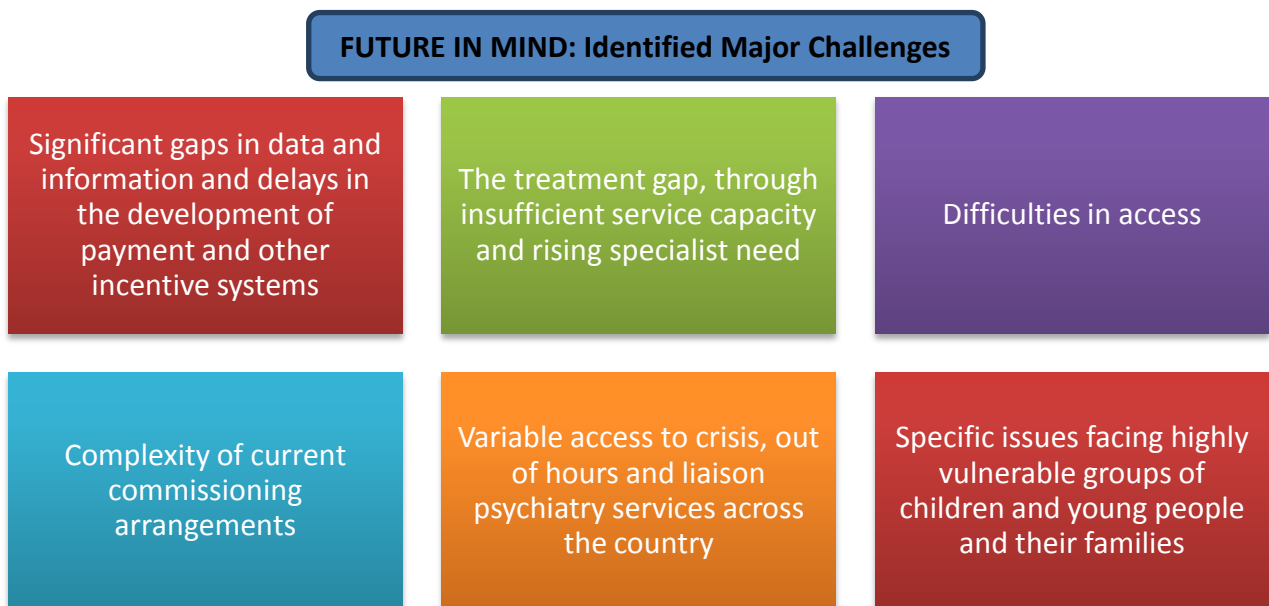 FUTURE IN MIND: Identified Major Challenges
Significant gaps in data and
information and delays in
the development of
payment and other
incentive systems
The treatment gap, through
insufficient service capacity
and rising specialist need
Difficulties in access
Complexity of current
commissioning
arrangements
Variable access to crisis, out
of hours and liaison
psychiatry services across
the country
Specific issues facing highly
vulnerable groups of
children and young people
and their families